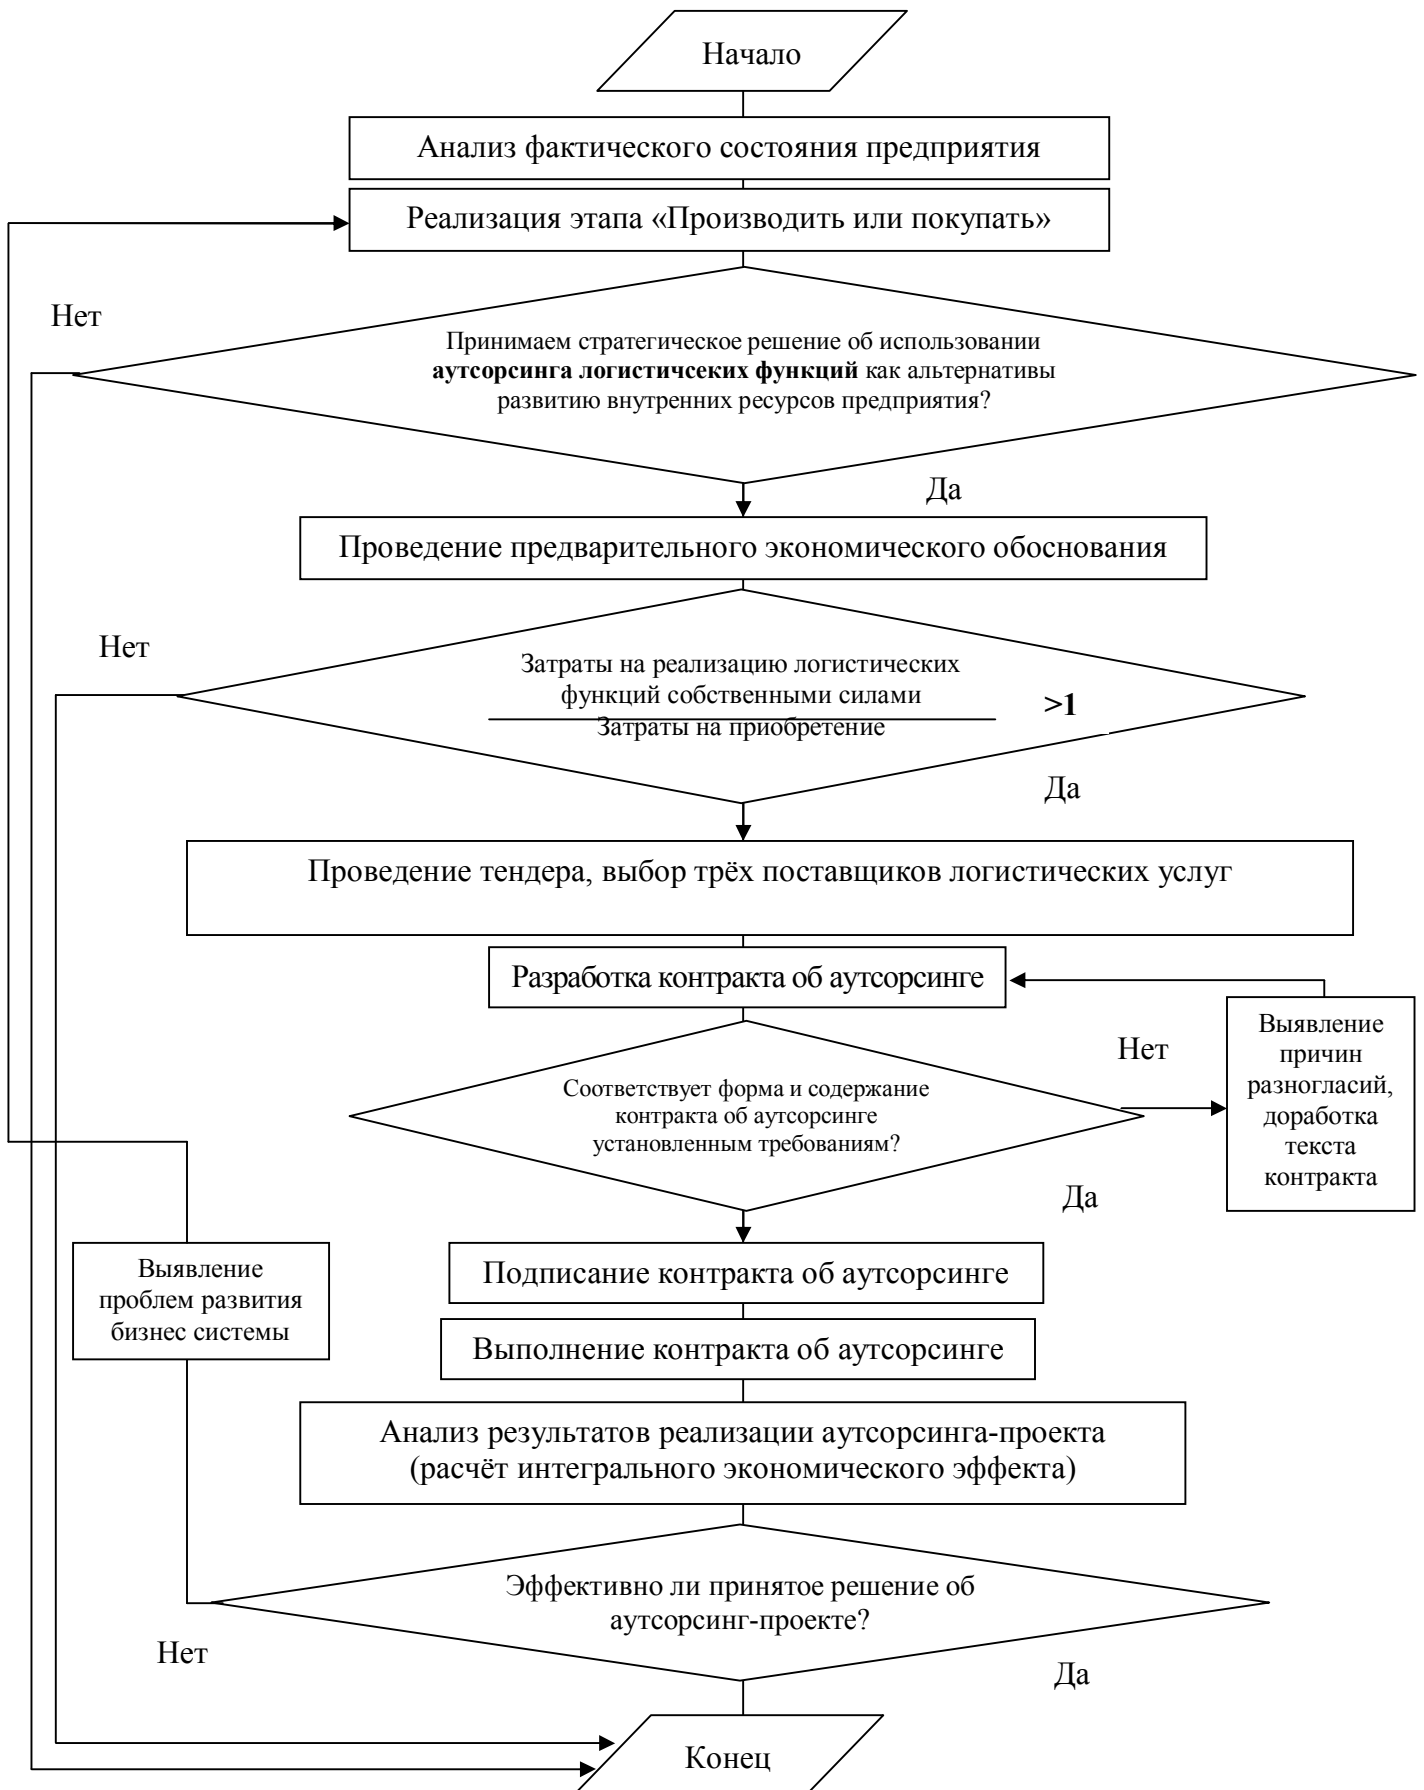 Начало
Анализ фактического состояния предприятия
Реализация этапа «Производить или покупать»
Нет
Принимаем стратегическое решение об использовании
аутсорсинга логистичсеких функций как альтернативы
развитию внутренних ресурсов предприятия?
Да
Проведение предварительного экономического обоснования
Нет
Затраты на реализацию логистических
функций собственными силами
>1
Затраты на приобретение
Да
Проведение тендера, выбор трёх поставщиков логистических услуг
Разработка контракта об аутсорсинге
Нет
Выявление
причин
разногласий,
доработка
текста
контракта
Соответствует форма и содержание
контракта об аутсорсинге
установленным требованиям?
Да
Выявление
проблем развития
бизнес системы
Подписание контракта об аутсорсинге
Выполнение контракта об аутсорсинге
Анализ результатов реализации аутсорсинга-проекта
(расчёт интегрального экономического эффекта)
Эффективно ли принятое решение об
аутсорсинг-проекте?
Нет
Да
Конец